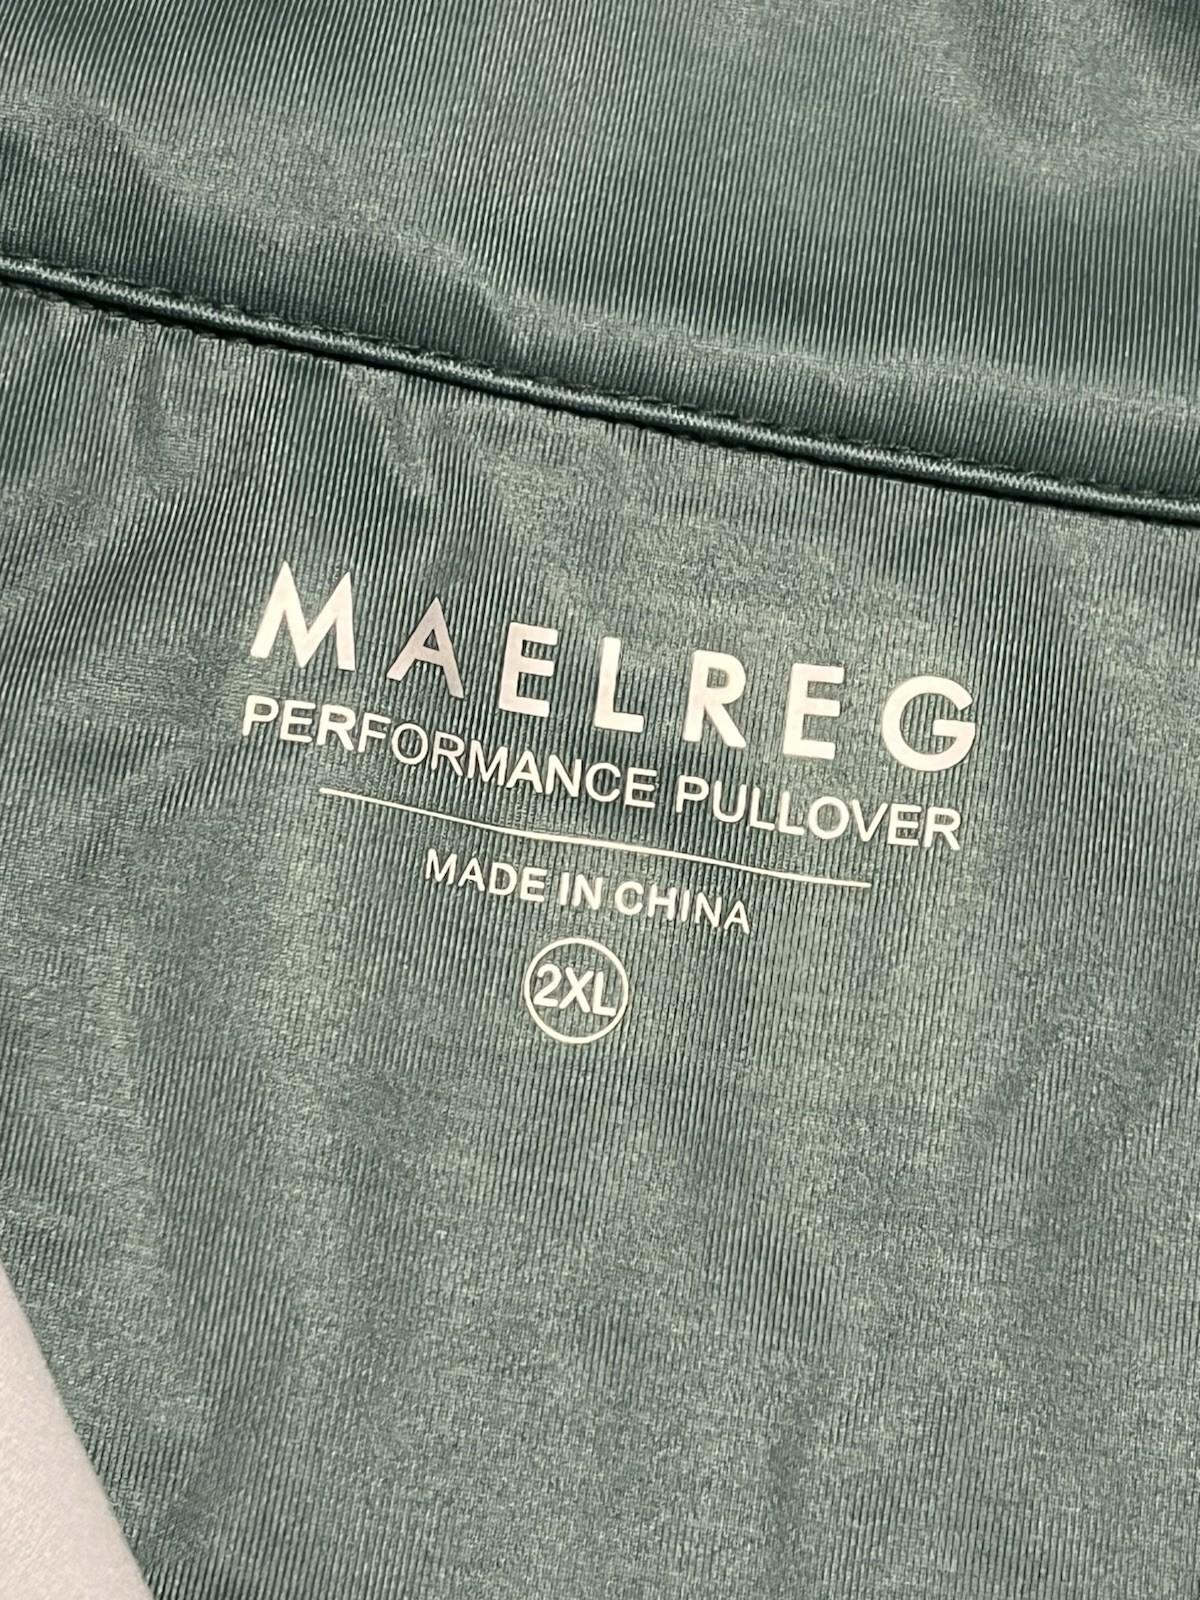 MAELREG
PERFORMANCE PULLOVER
MADE IN CHINA
2XL